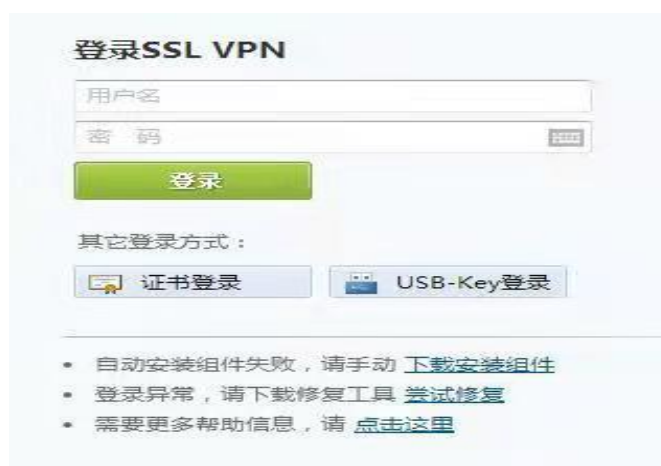 登录SSL VPN
用户名
密 码
登录
其它登录方式：
证书登录 USB-Key登录
• 自动安装组件失败，请手动 下载安装组件
• 登录异常，请下载修复工具 尝试修复
• 需要更多帮助信息，请 点击这里